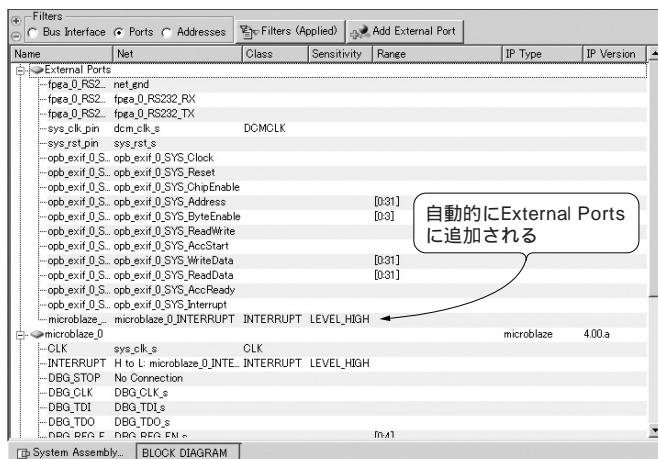 Filters
Bus Interface Ports Addresses Filters (Applied) Add External Port
Name Net Class Sensitivity Range IP Type IP Version
External Ports
fpga_0_RS2... net_gnd
fpga_0_RS2... fpga_0_RS232_RX
fpga_0_RS2... fpga_0_RS232_TX
sys_clk_pin dcm_clk_s DCMCLK
sys_rst_pin sys_rst_s
opb_exif_0_S... opb_exif_0_SYS_Clock
opb_exif_0_S... opb_exif_0_SYS_Reset
opb_exif_0_S... opb_exif_0_SYS_ChipEnable
opb_exif_0_S... opb_exif_0_SYS_Address [0:31]
opb_exif_0_S... opb_exif_0_SYS_ByteEnable [0:3]
opb_exif_0_S... opb_exif_0_SYS_ReadWrite
opb_exif_0_S... opb_exif_0_SYS_AccStart
opb_exif_0_S... opb_exif_0_SYS_WriteData [0:31]
opb_exif_0_S... opb_exif_0_SYS_ReadData [0:31]
opb_exif_0_S... opb_exif_0_SYS_AccReady
opb_exif_0_S... opb_exif_0_SYS_Interrupt
microblaze_... microblaze_0_INTERRUPT INTERRUPT LEVEL_HIGH
自動的にExternal Ports
に追加される
microblaze_0 microblaze 4.00.a
CLK sys_clk_s CLK
INTERRUPT H to L: microblaze_0_INTE... INTERRUPT LEVEL_HIGH
DBG_STOP No Connection
DBG_CLK DBG_CLK_s
DBG_TDI DBG_TDI_s
DBG_TDO DBG_TDO_s
DBG_REG_E... DBG_REG_EN_s [0:4]
System Assembly... BLOCK DIAGRAM